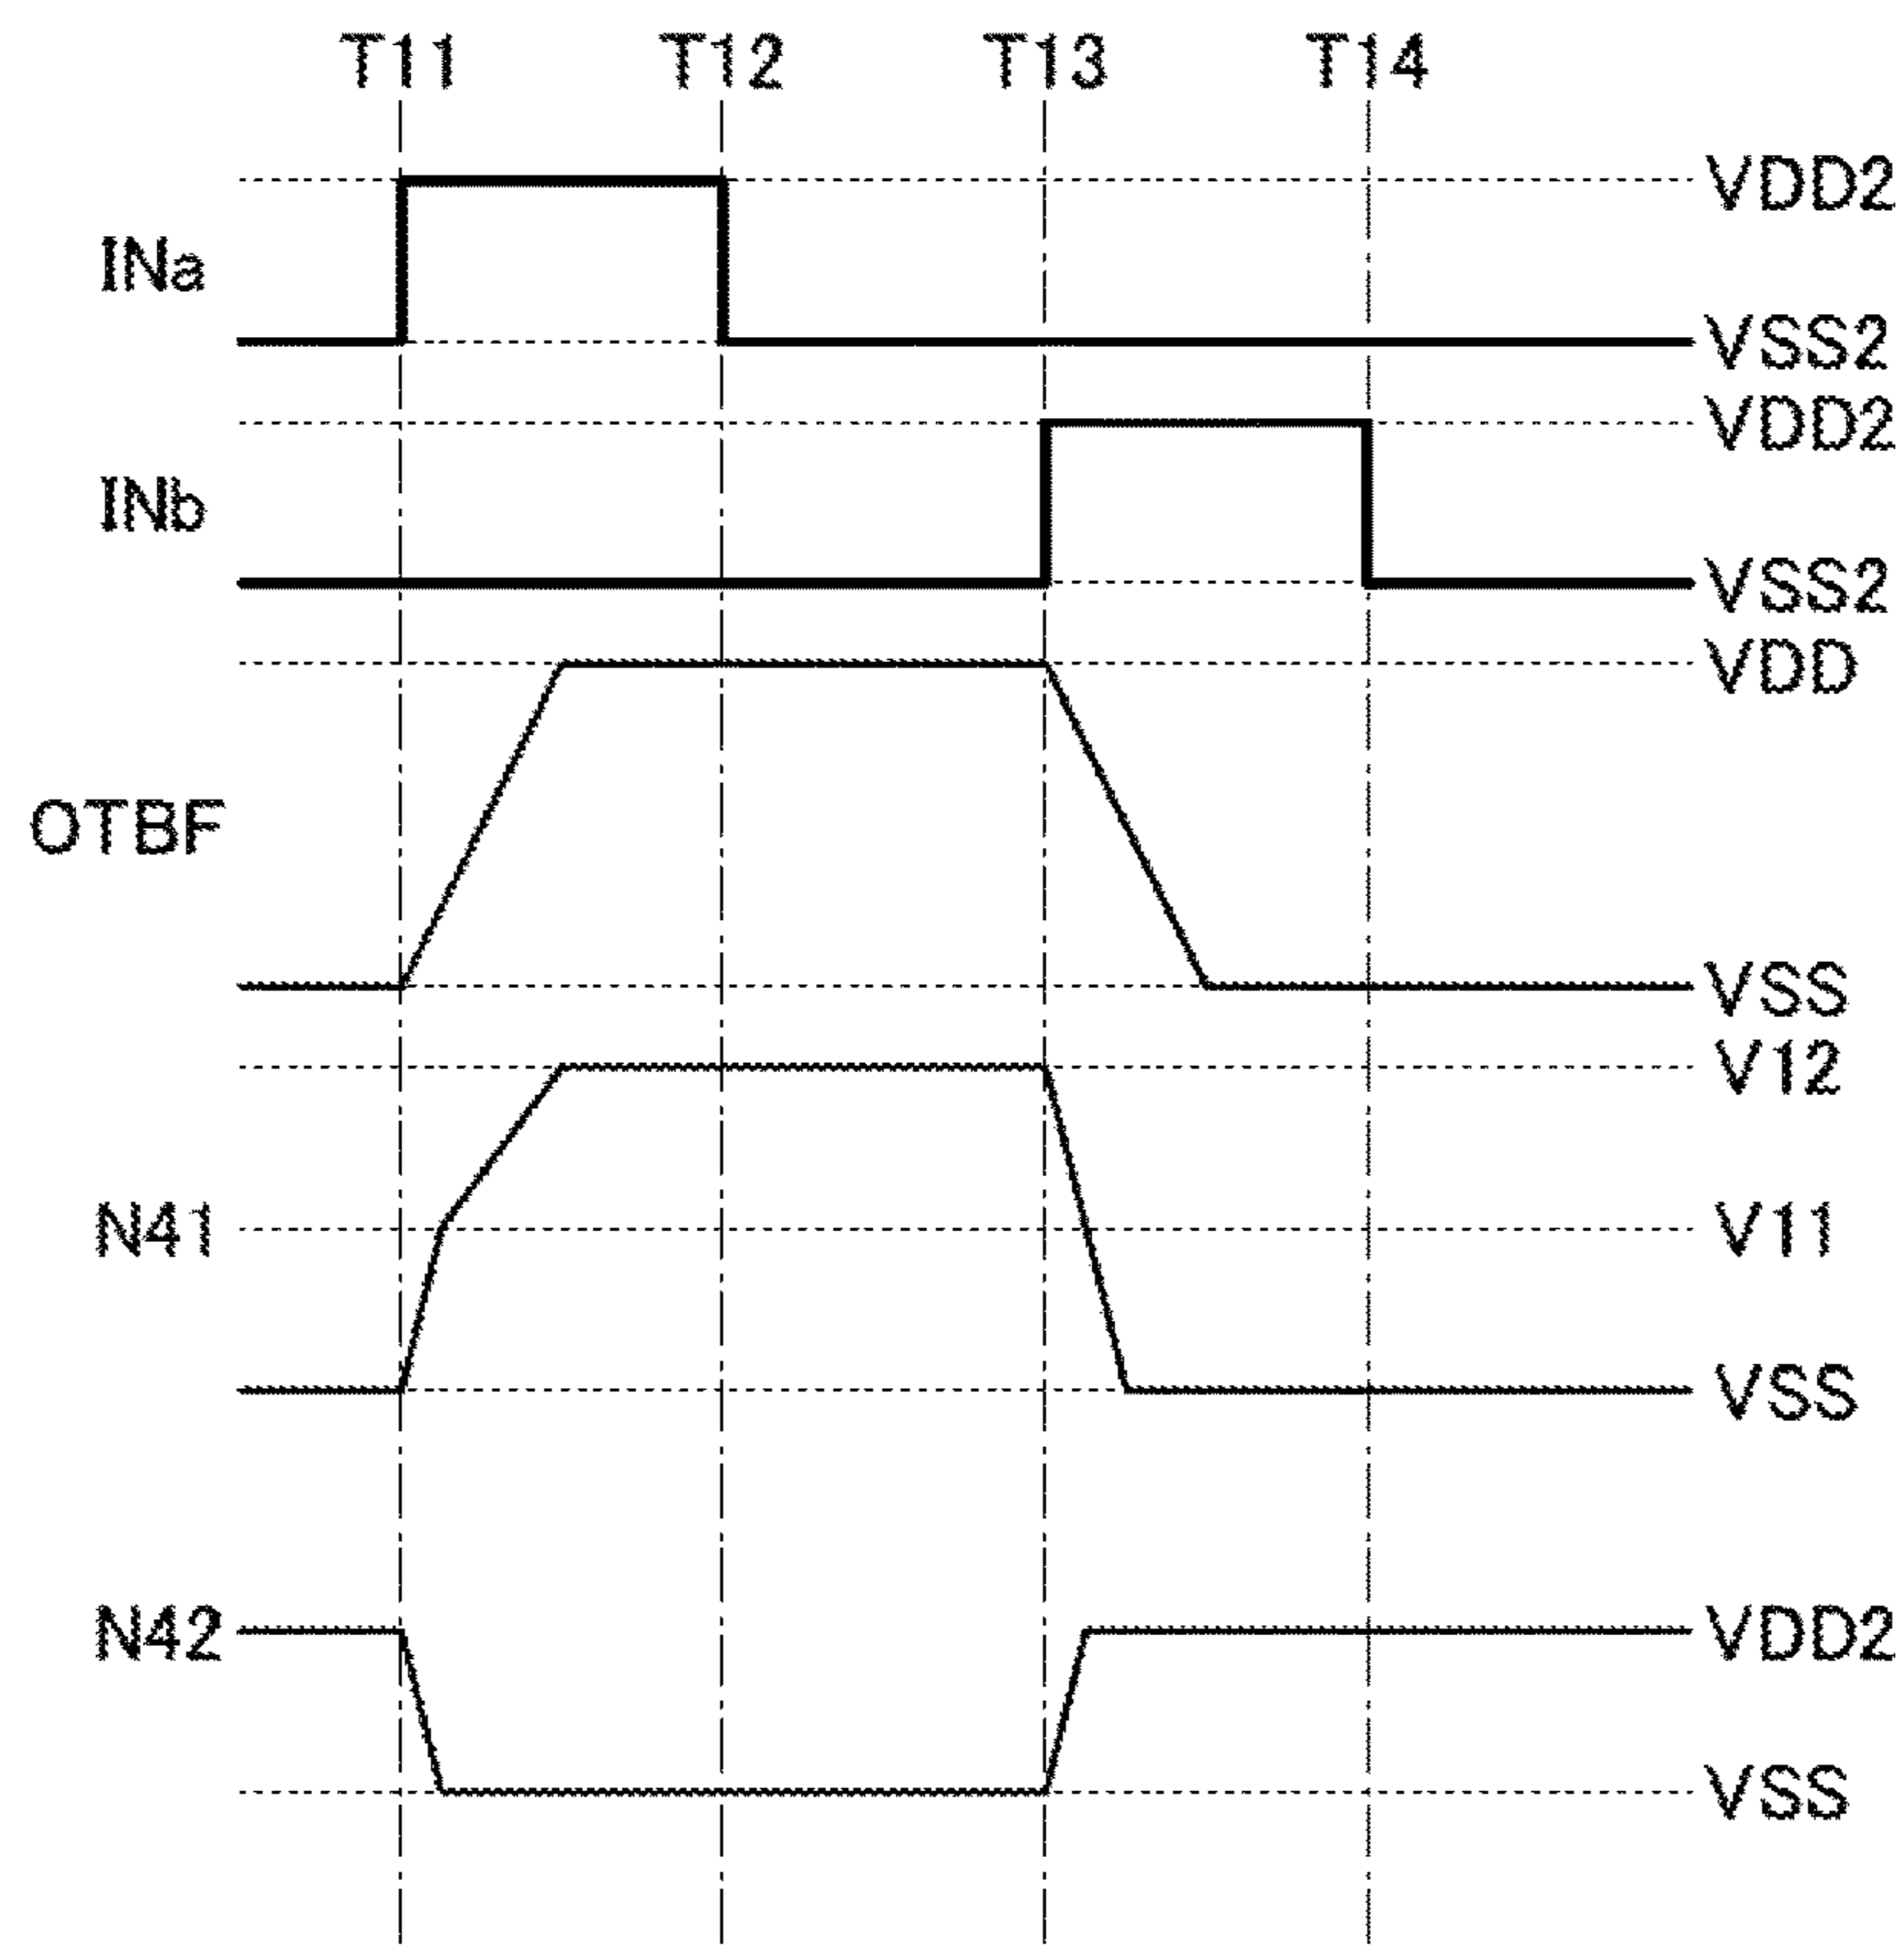 T11 T12 T13 T14
VDD2
INa
VSS2
VDD2
INb
VSS2
VDD
OTBF
VSS
V12
N41 V11
VSS
N42 VDD2
VSS